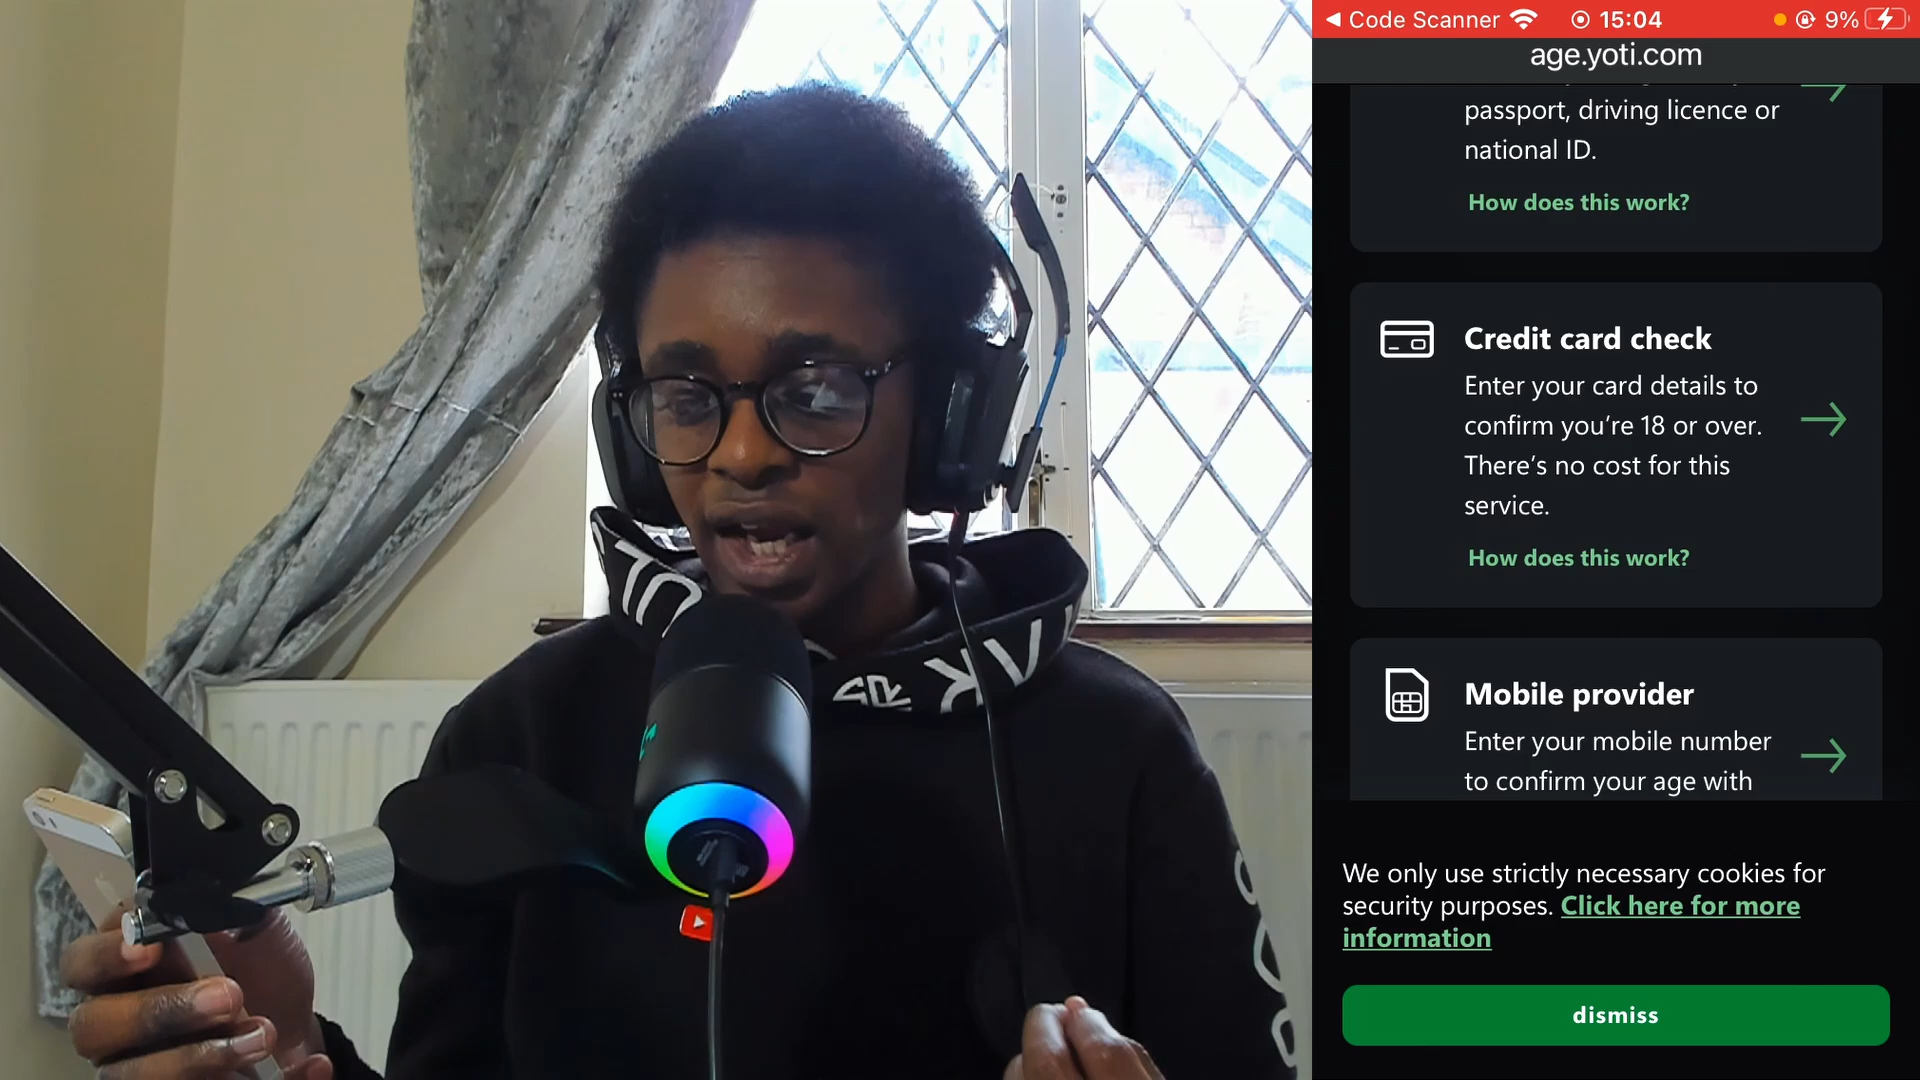 Code Scanner 15:04 9%
age.yoti.com
passport, driving licence or
national ID.
How does this work?
Credit card check
Enter your card details to
confirm you're 18 or over.
There's no cost for this
service.
How does this work?
Mobile provider
Enter your mobile number
to confirm your age with
We only use strictly necessary cookies for
security purposes. Click here for more
information
dismiss